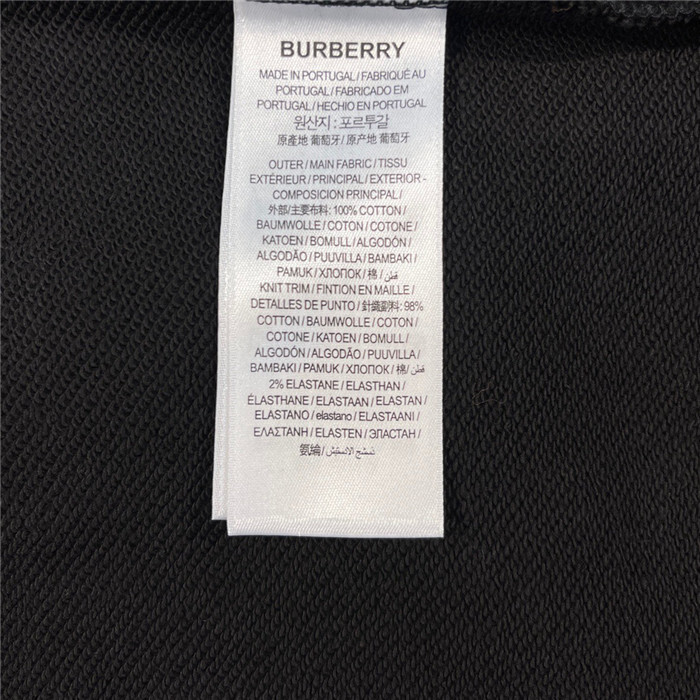 BURBERRY
MADE IN PORTUGAL / FABRIQUÉ AU
PORTUGAL / FABRICADO EM
PORTUGAL / HECHO EN PORTUGAL
원산지 : 포르투갈
原產地 葡萄牙 / 原产地 葡萄牙
OUTER / MAIN FABRIC / TISSU
EXTÉRIEUR / PRINCIPAL / EXTERIOR -
COMPOSICION PRINCIPAL /
外部/主要布料: 100% COTTON /
BAUMWOLLE / COTON / COTONE /
KATOEN / BOMULL / ALGODÓN /
ALGODÃO / PUUVILLA / BAMBAKI /
PAMUK / ХЛОПОК / 棉 / قطن /
KNIT TRIM / FINTION EN MAILLE /
DETALLES DE PUNTO / 針織副料: 98%
COTTON / BAUMWOLLE / COTON /
COTONE / KATOEN / BOMULL /
ALGODÓN / ALGODÃO / PUUVILLA /
BAMBAKI / PAMUK / ХЛОПОК / 棉/ قطن /
2% ELASTANE / ELASTHAN /
ÉLASTHANE / ELASTAAN / ELASTAN /
ELASTANO / elastano / ELASTAANI /
ΕΛΑΣΤΑΝΗ / ELASTEN / ЭЛАСТАН /
氨綸/